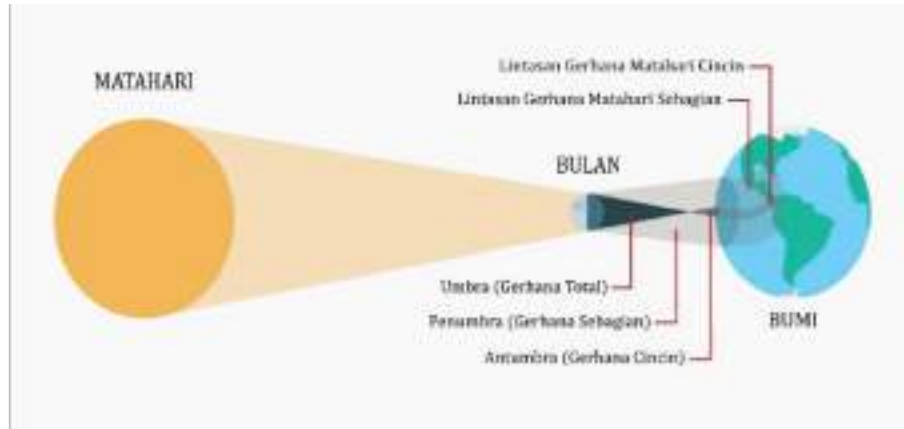 MATAHARI
Lintasan Gerhana Matahari Cincin
Lintasan Gerhana Matahari Sebagian
BULAN
Umbra (Gerhana Total)
Penumbra (Gerhana Sebagian)
Antumbra (Gerhana Cincin)
BUMI